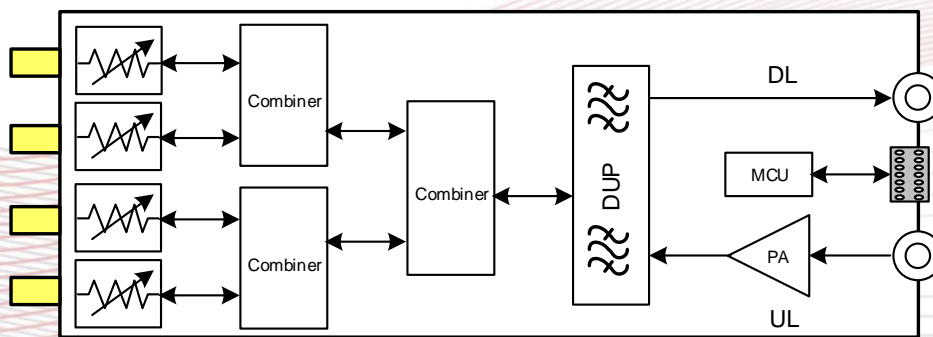 Combiner
Combiner
Combiner
DUP
DL
MCU
PA
UL